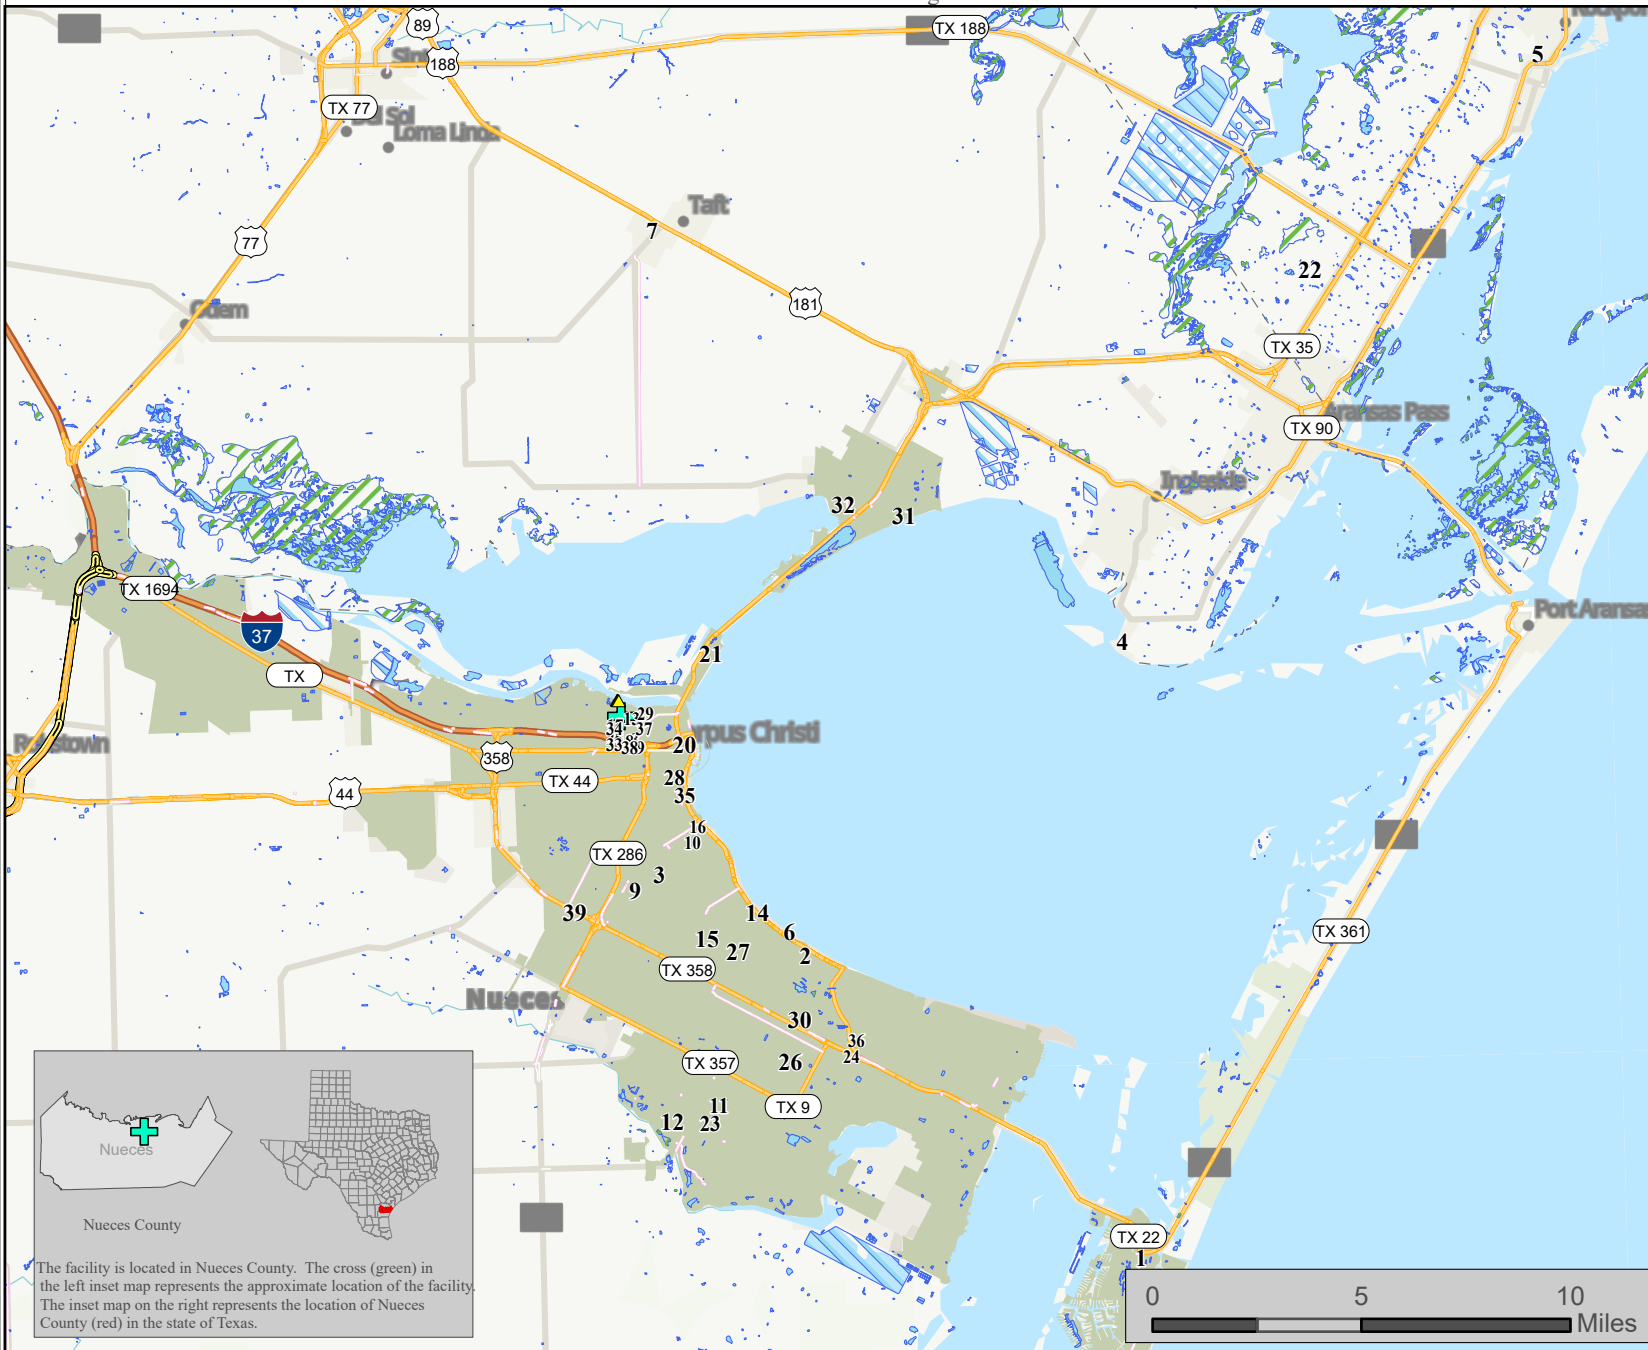 89
TX 188
5
188
TX 77
Loma Linda
Taft
7
77
22
181
Odem
TX 35
Aransas Pass
TX 90
Ingleside
32
31
TX 1694
37
Port Aransas
4
21
TX
29
34
37
33
38
20
358
TX 44
28
44
35
16
10
TX 286
3
9
39
14
6
TX 361
15
27
2
TX 358
Nueces
30
36
24
26
TX 357
11
TX 9
12
23
Nueces
Nueces County
TX 22
1
The facility is located in Nueces County. The cross (green) in
the left inset map represents the approximate location of the facility.
The inset map on the right represents the location of Nueces
County (red) in the state of Texas.
0 5 10
Miles